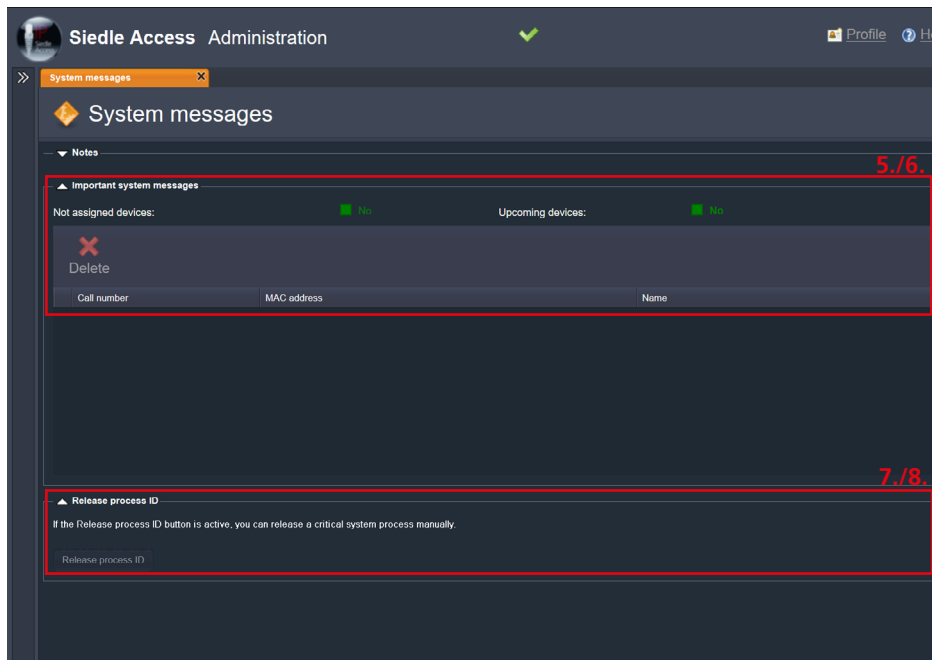 Siedle Access Administration
Profile
System messages
System messages
Notes
5./6.
Important system messages
Not assigned devices: No Upcoming devices: No
Delete
Call number MAC address Name
7./8.
Release process ID
If the Release process ID button is active, you can release a critical system process manually.
Release process ID